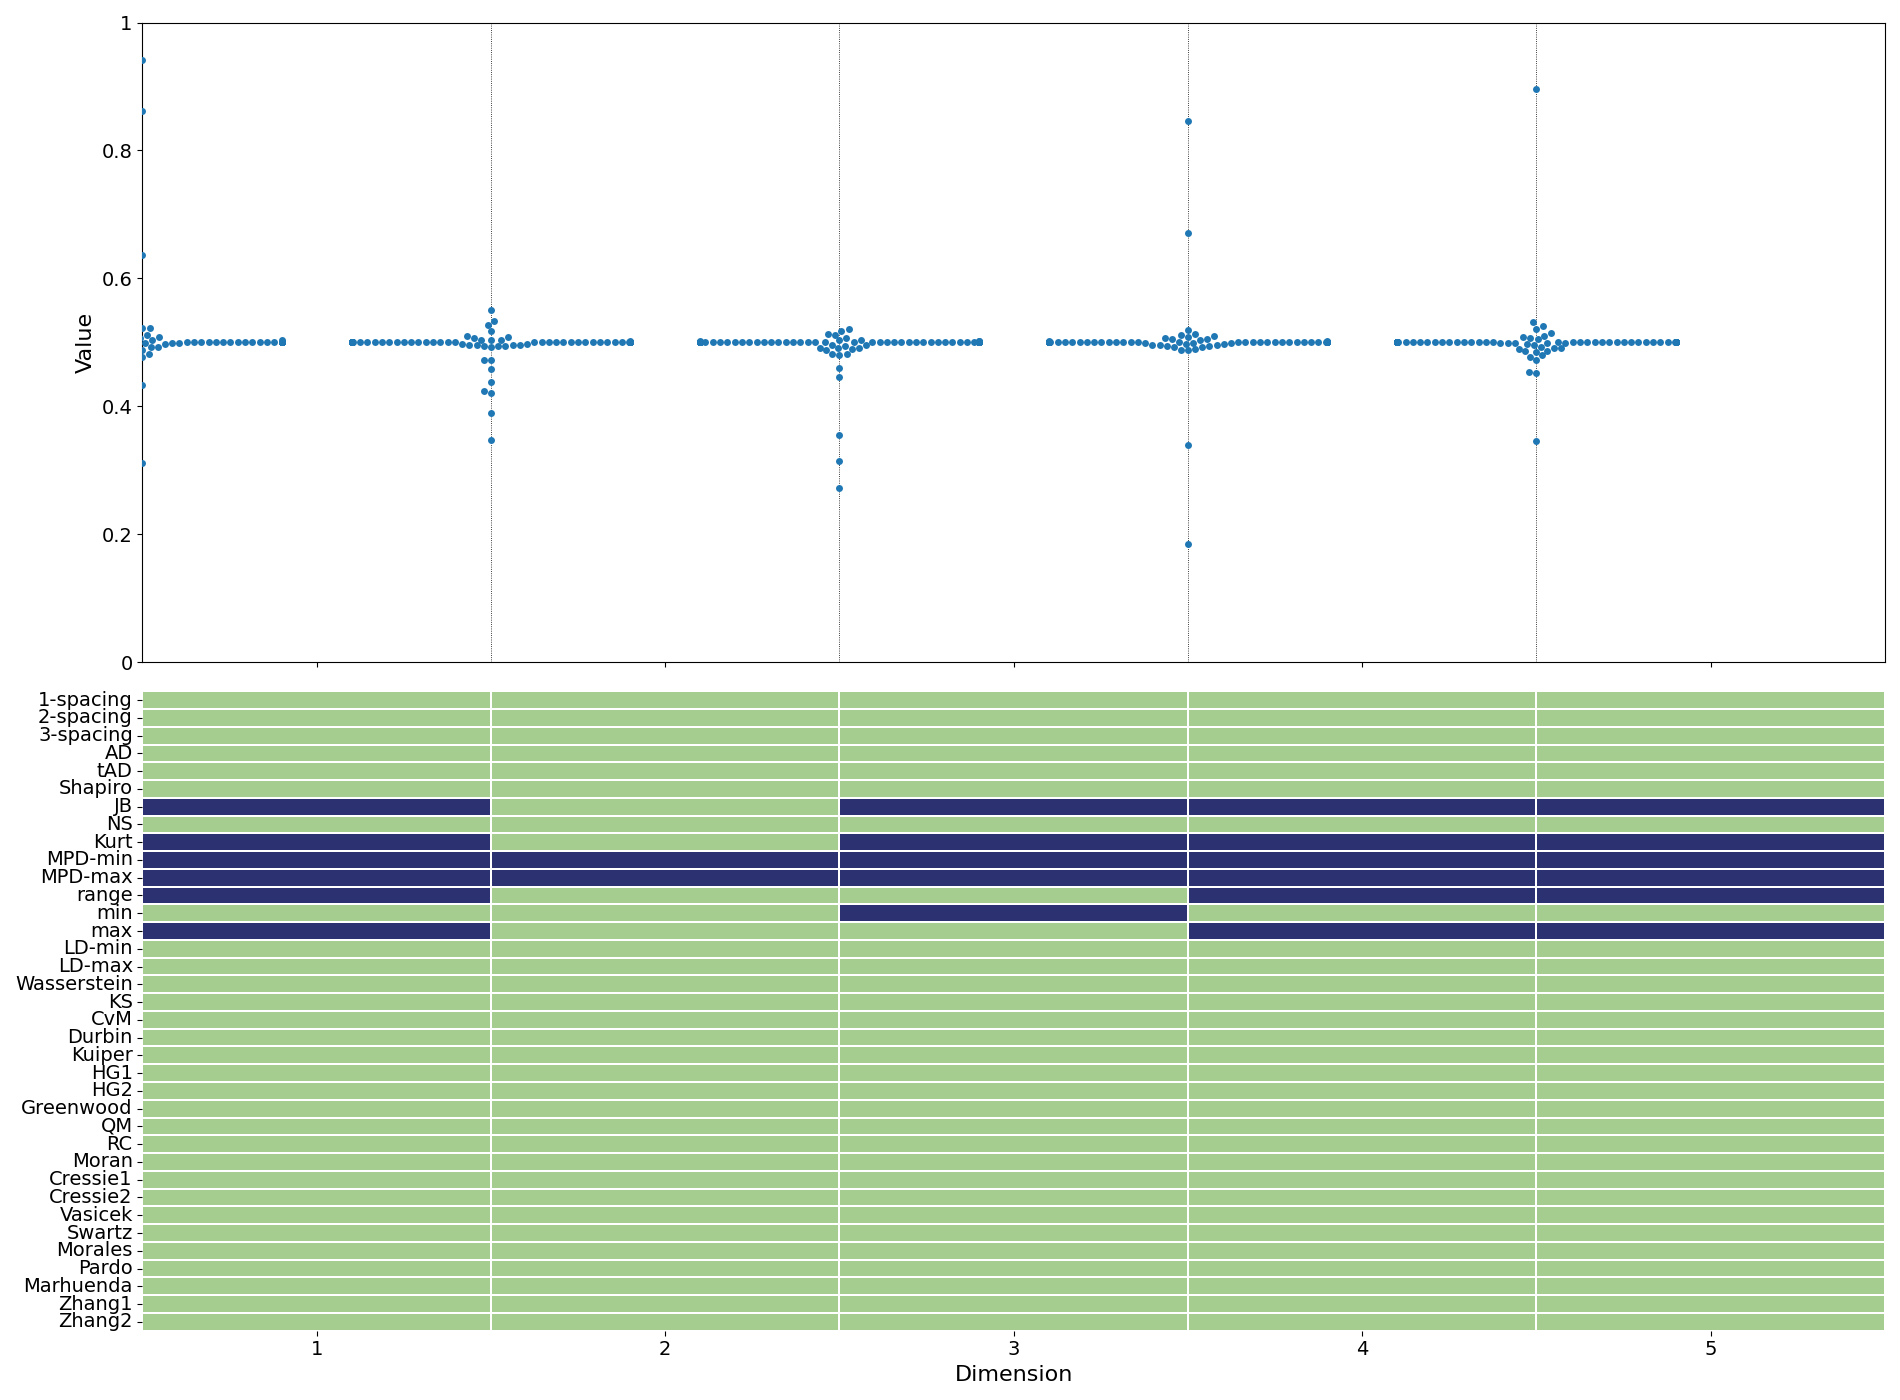 1
0.8
0.6
Value
0.4
0.2
0
1-spacing
2-spacing
3-spacing
AD
tAD
Shapiro
JB
NS
Kurt
MPD-min
MPD-max
range
min
max
LD-min
LD-max
Wasserstein
KS
CvM
Durbin
Kuiper
HG1
HG2
Greenwood
QM
RC
Moran
Cressie1
Cressie2
Vasicek
Swartz
Morales
Pardo
Marhuenda
Zhang1
Zhang2
1 2 3 4 5
Dimension